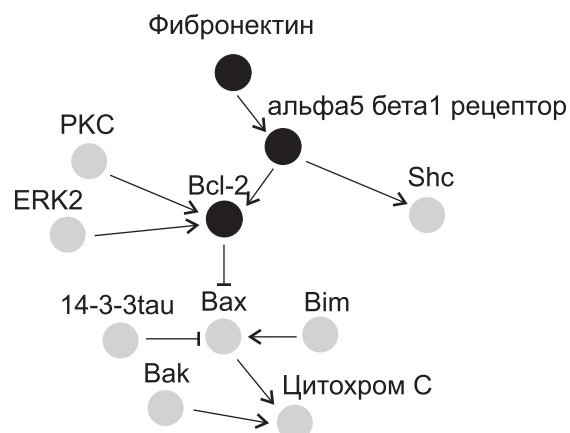 Фибронектин
альфа5 бета1 рецептор
PKC
Shc
Bcl-2
ERK2
14-3-3tau
Bax
Bim
Bak
Цитохром С